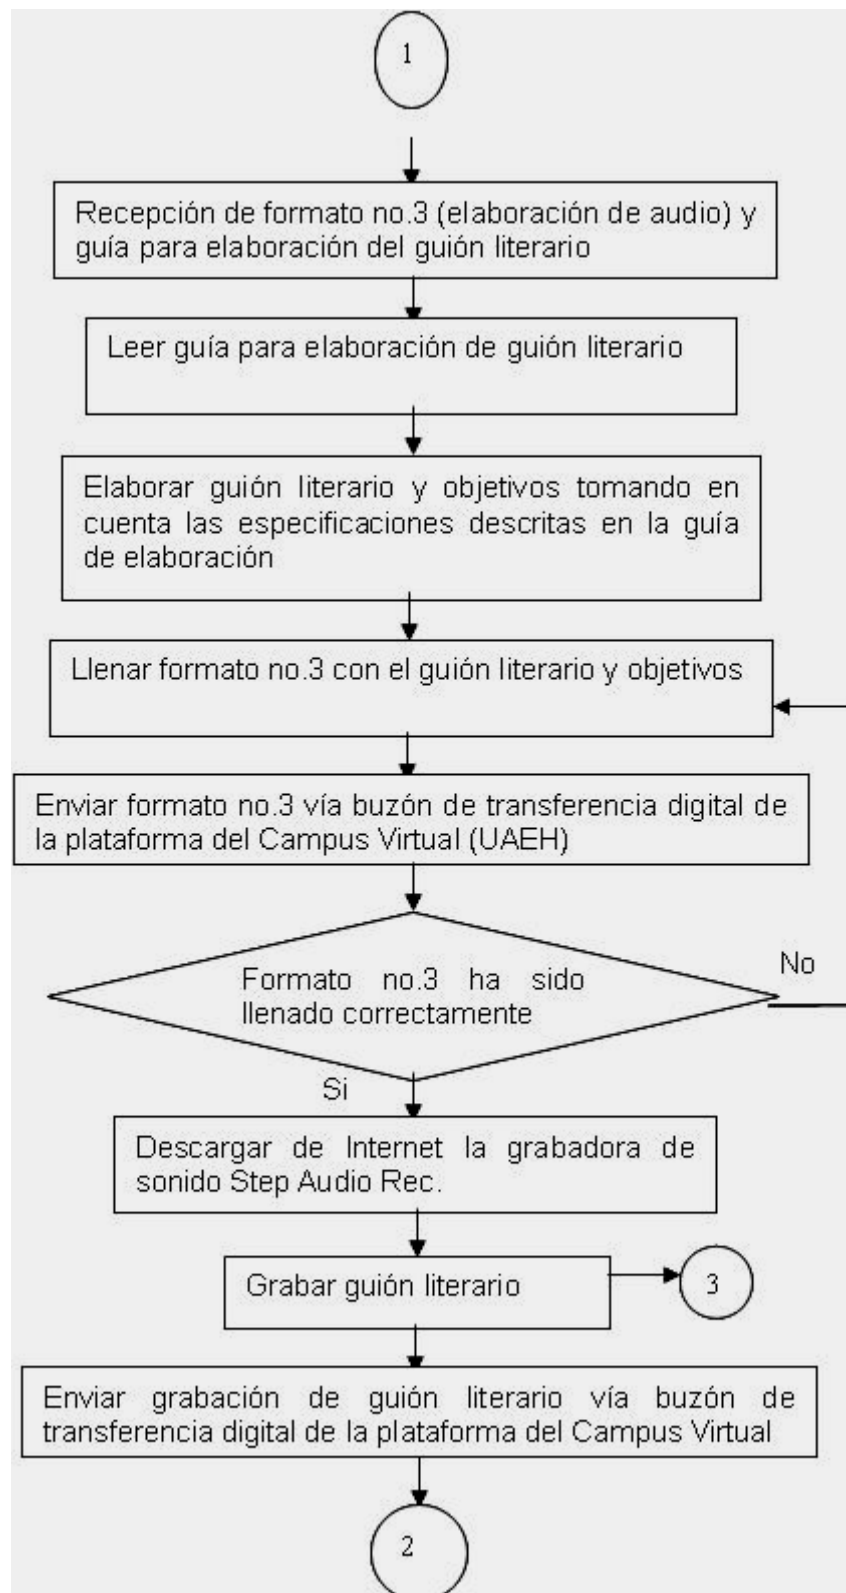 1
Recepción de formato no.3 (elaboración de audio) y
guía para elaboración del guión literario
Leer guía para elaboración de guión literario
Elaborar guión literario y objetivos tomando en
cuenta las especificaciones descritas en la guía
de elaboración
Llenar formato no.3 con el guión literario y objetivos
Enviar formato no.3 vía buzón de transferencia digital de
la plataforma del Campus Virtual (UAEH)
Formato no.3 ha sido
llenado correctamente
No
Si
Descargar de Internet la grabadora de
sonido Step Audio Rec.
Grabar guión literario
3
Enviar grabación de guión literario vía buzón de
transferencia digital de la plataforma del Campus Virtual
2